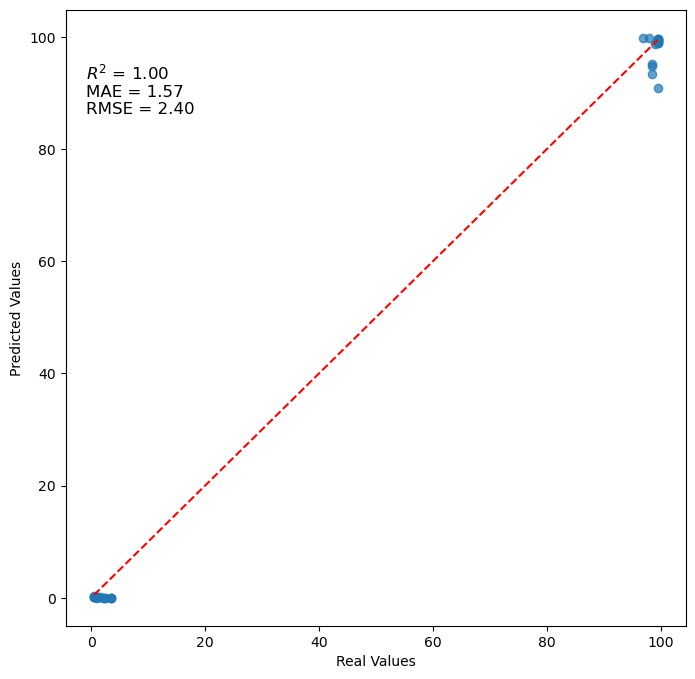 100
80
60
40
20
0
R² = 1.00
MAE = 1.57
RMSE = 2.40
Predicted Values
0 20 40 60 80 100
Real Values